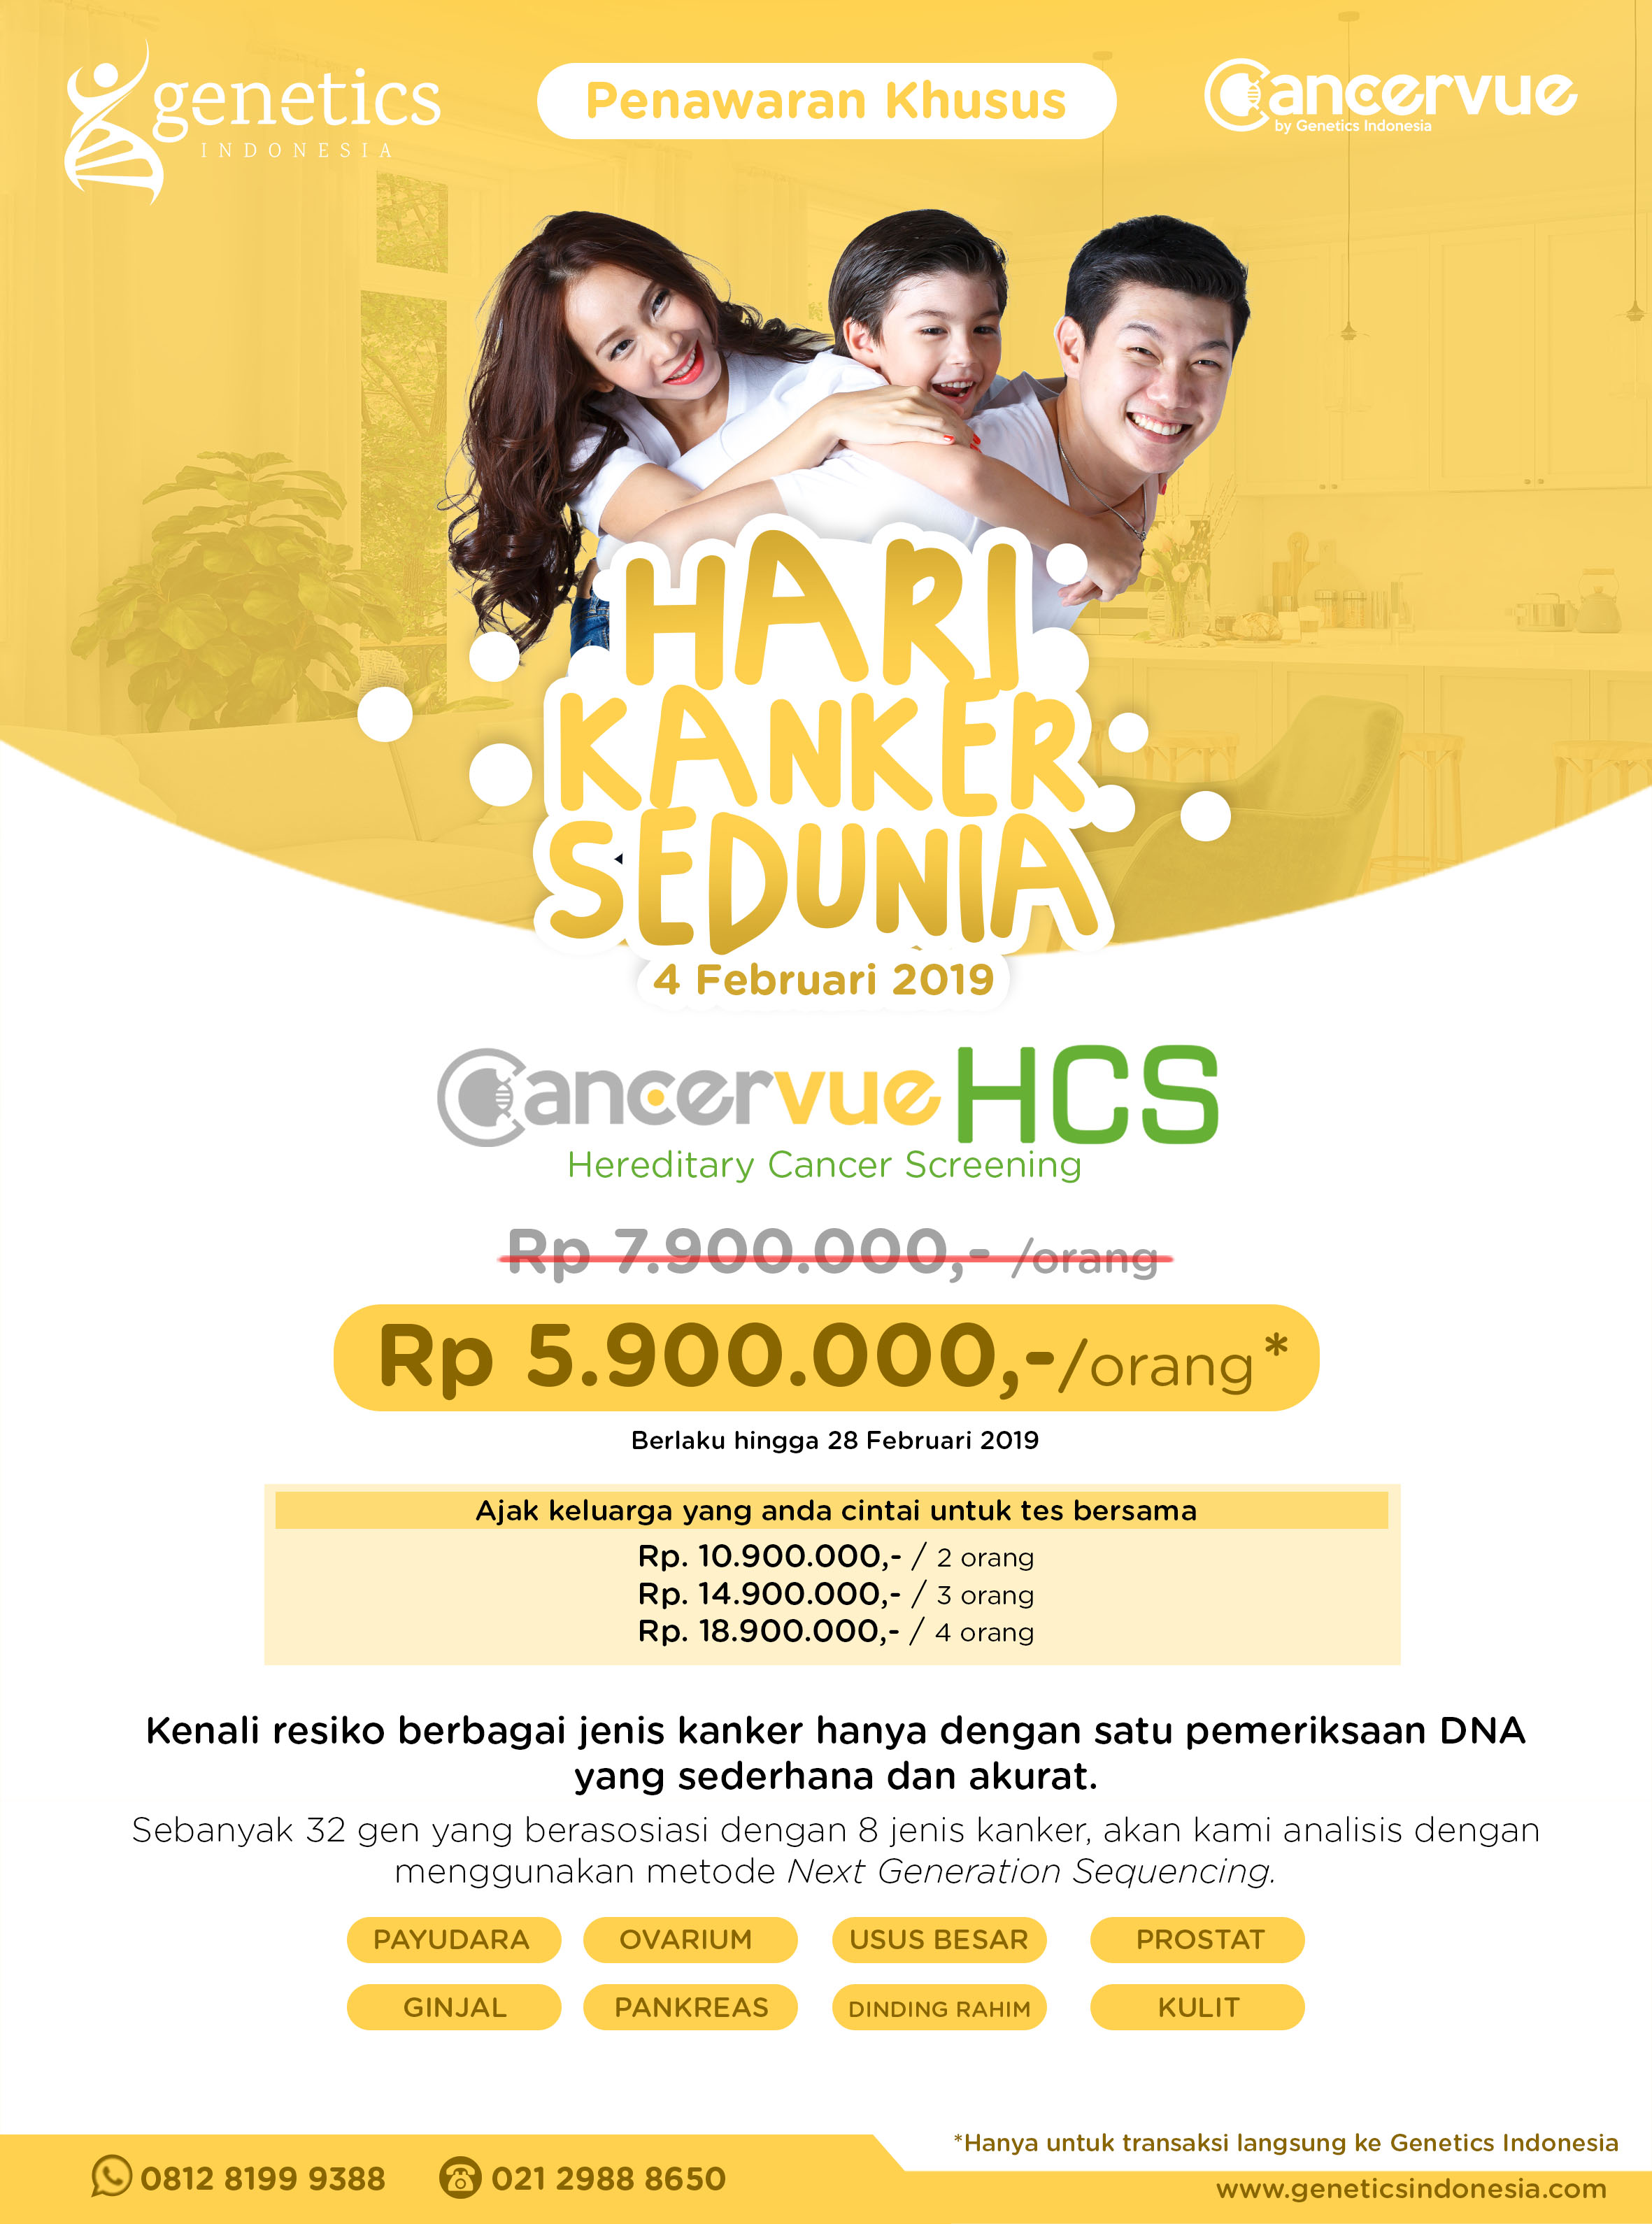 genetics
INDONESIA
Penawaran Khusus
Cancervue
by Genetics Indonesia
HARI
KANKER
SEDUNIA
4 Februari 2019
Cancervue HCS
Hereditary Cancer Screening
Rp 7.900.000,- /orang
Rp 5.900.000,-/orang*
Berlaku hingga 28 Februari 2019
Ajak keluarga yang anda cintai untuk tes bersama
Rp. 10.900.000,- / 2 orang
Rp. 14.900.000,- / 3 orang
Rp. 18.900.000,- / 4 orang
Kenali resiko berbagai jenis kanker hanya dengan satu pemeriksaan DNA
yang sederhana dan akurat.
Sebanyak 32 gen yang berasosiasi dengan 8 jenis kanker, akan kami analisis dengan
menggunakan metode Next Generation Sequencing.
PAYUDARA OVARIUM USUS BESAR PROSTAT
GINJAL PANKREAS DINDING RAHIM KULIT
*Hanya untuk transaksi langsung ke Genetics Indonesia
0812 8199 9388 021 2988 8650
www.geneticsindonesia.com